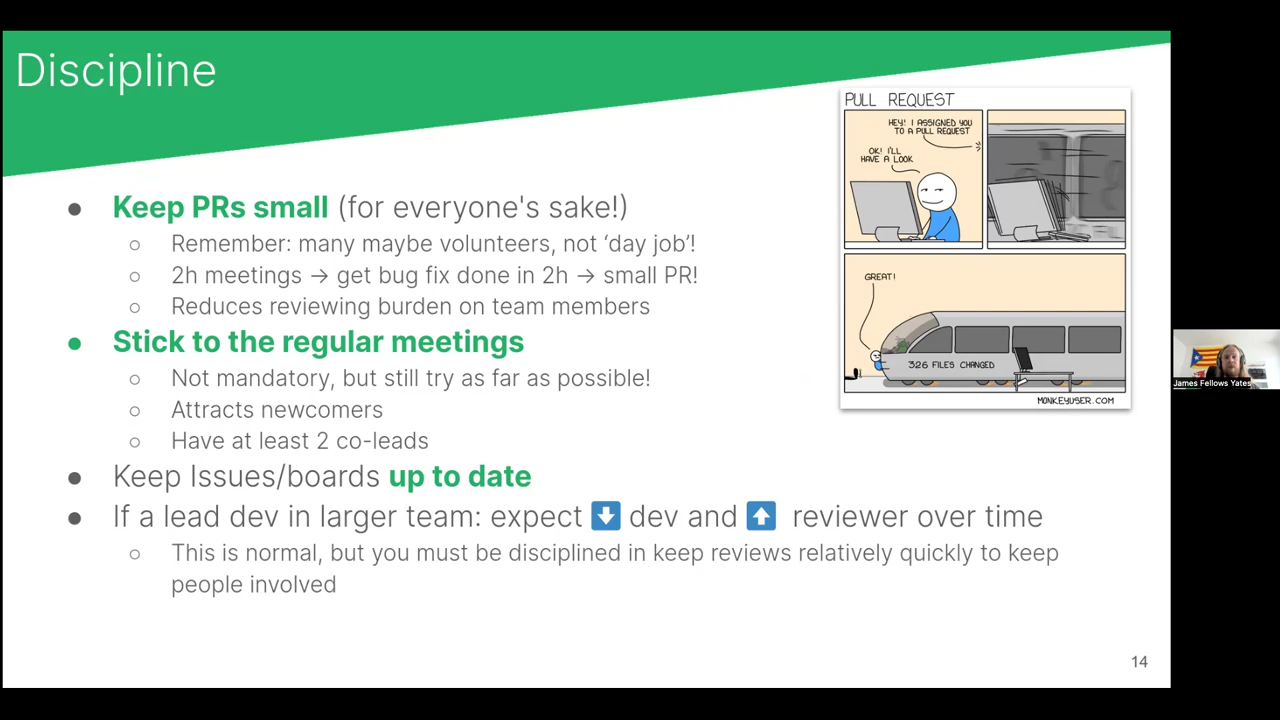 Discipline
● Keep PRs small (for everyone's sake!)
○ Remember: many maybe volunteers, not ‘day job’!
○ 2h meetings → get bug fix done in 2h → small PR!
○ Reduces reviewing burden on team members
● Stick to the regular meetings
○ Not mandatory, but still try as far as possible!
○ Attracts newcomers
○ Have at least 2 co-leads
● Keep Issues/boards up to date
● If a lead dev in larger team: expect ⬇️ dev and ⬆️ reviewer over time
○ This is normal, but you must be disciplined in keep reviews relatively quickly to keep
people involved
PULL REQUEST
HEY! I ASSIGNED YOU
TO A PULL REQUEST
OK! I'LL
HAVE A LOOK
GREAT!
326 FILES CHANGED
MONKEYUSER.COM
14
James Fellows Yates